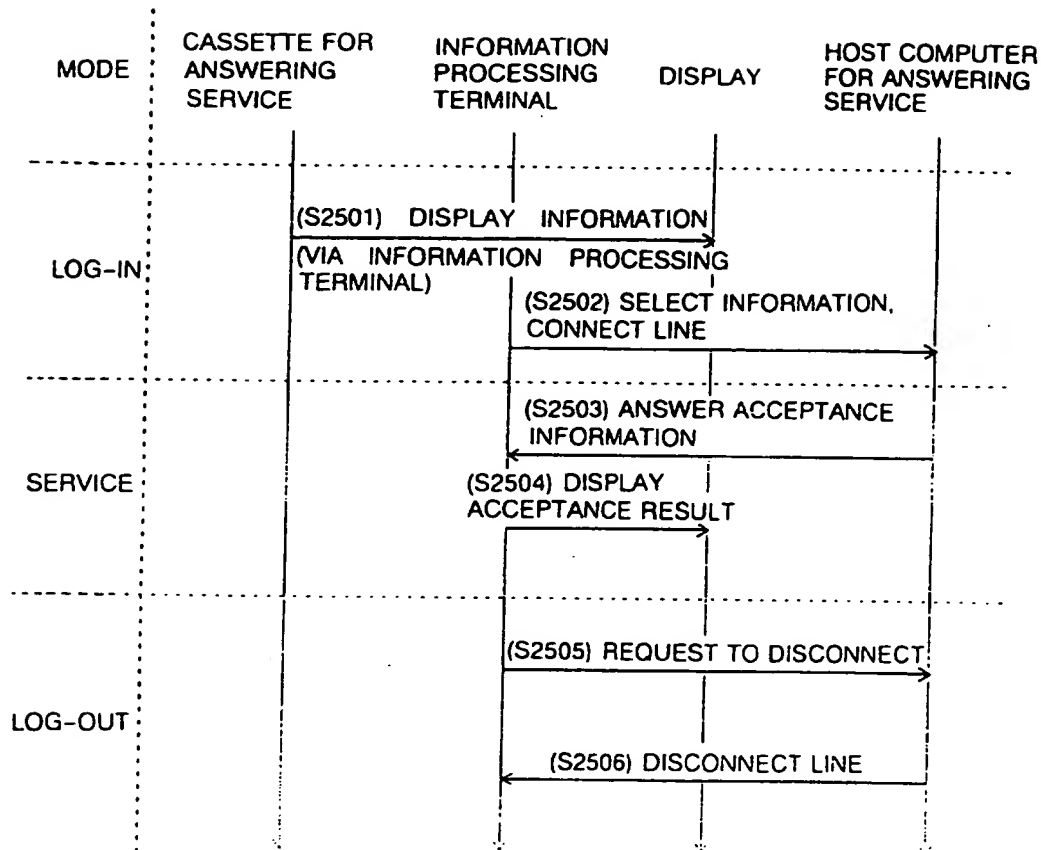 MODE
CASSETTE FOR
ANSWERING
SERVICE
INFORMATION
PROCESSING
TERMINAL
DISPLAY
HOST COMPUTER
FOR ANSWERING
SERVICE
LOG-IN
(S2501) DISPLAY INFORMATION
(VIA INFORMATION PROCESSING
TERMINAL)
(S2502) SELECT INFORMATION,
CONNECT LINE
SERVICE
(S2503) ANSWER ACCEPTANCE
INFORMATION
(S2504) DISPLAY
ACCEPTANCE RESULT
LOG-OUT
(S2505) REQUEST TO DISCONNECT
(S2506) DISCONNECT LINE